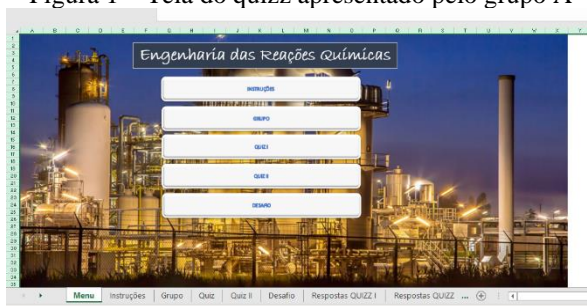 Figura 1 – Tela do quizz apresentado pelo grupo A
Engenharia das Reações Químicas
INSTRUÇÕES
GRUPO
QUIZ I
QUIZ II
DESAFIO
Menu Instruções Grupo Quiz Quiz II Desafio Respostas QUIZZ I Respostas QUIZZ ...